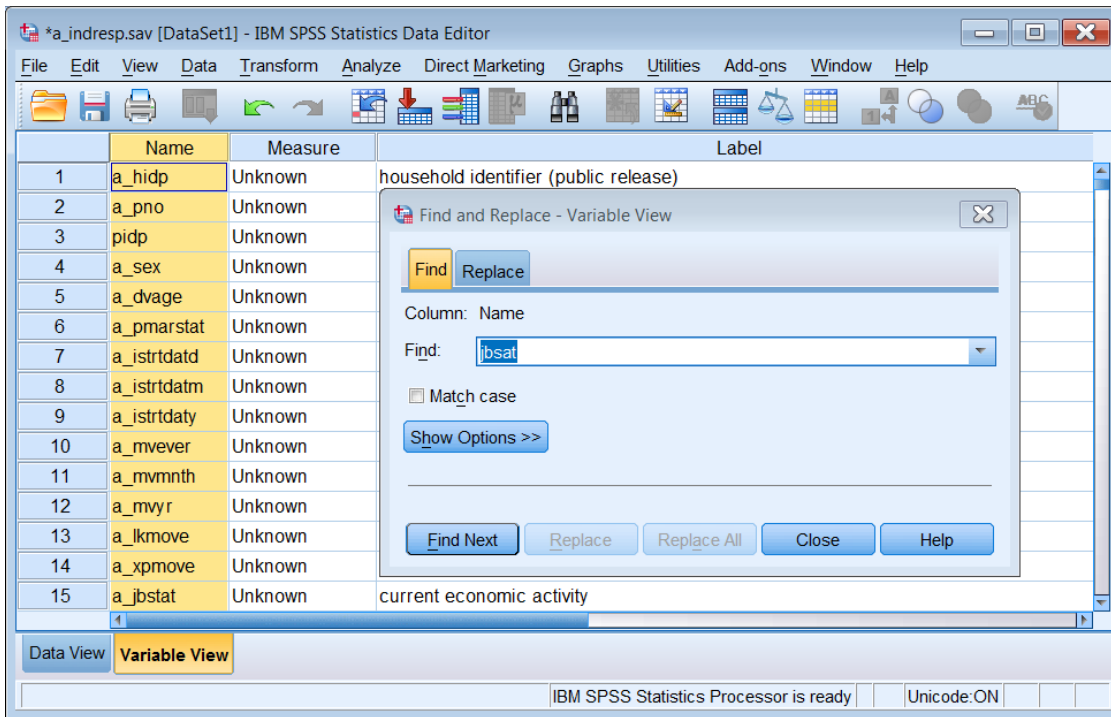 *a_indresp.sav [DataSet1] - IBM SPSS Statistics Data Editor
File Edit View Data Transform Analyze Direct Marketing Graphs Utilities Add-ons Window Help
Name Measure Label
1 a_hidp Unknown household identifier (public release)
2 a_pno Unknown
3 pidp Unknown
4 a_sex Unknown
5 a_dvage Unknown
6 a_pmarstat Unknown
7 a_istrtdatd Unknown
8 a_istrtdatm Unknown
9 a_istrtdaty Unknown
10 a_mvever Unknown
11 a_mvmnth Unknown
12 a_mvyr Unknown
13 a_lkmove Unknown
14 a_xpmove Unknown
15 a_jbstat Unknown current economic activity
Find and Replace - Variable View
Find Replace
Column: Name
Find: jbsat
Match case
Show Options >>
Find Next Replace Replace All Close Help
Data View Variable View
IBM SPSS Statistics Processor is ready Unicode:ON